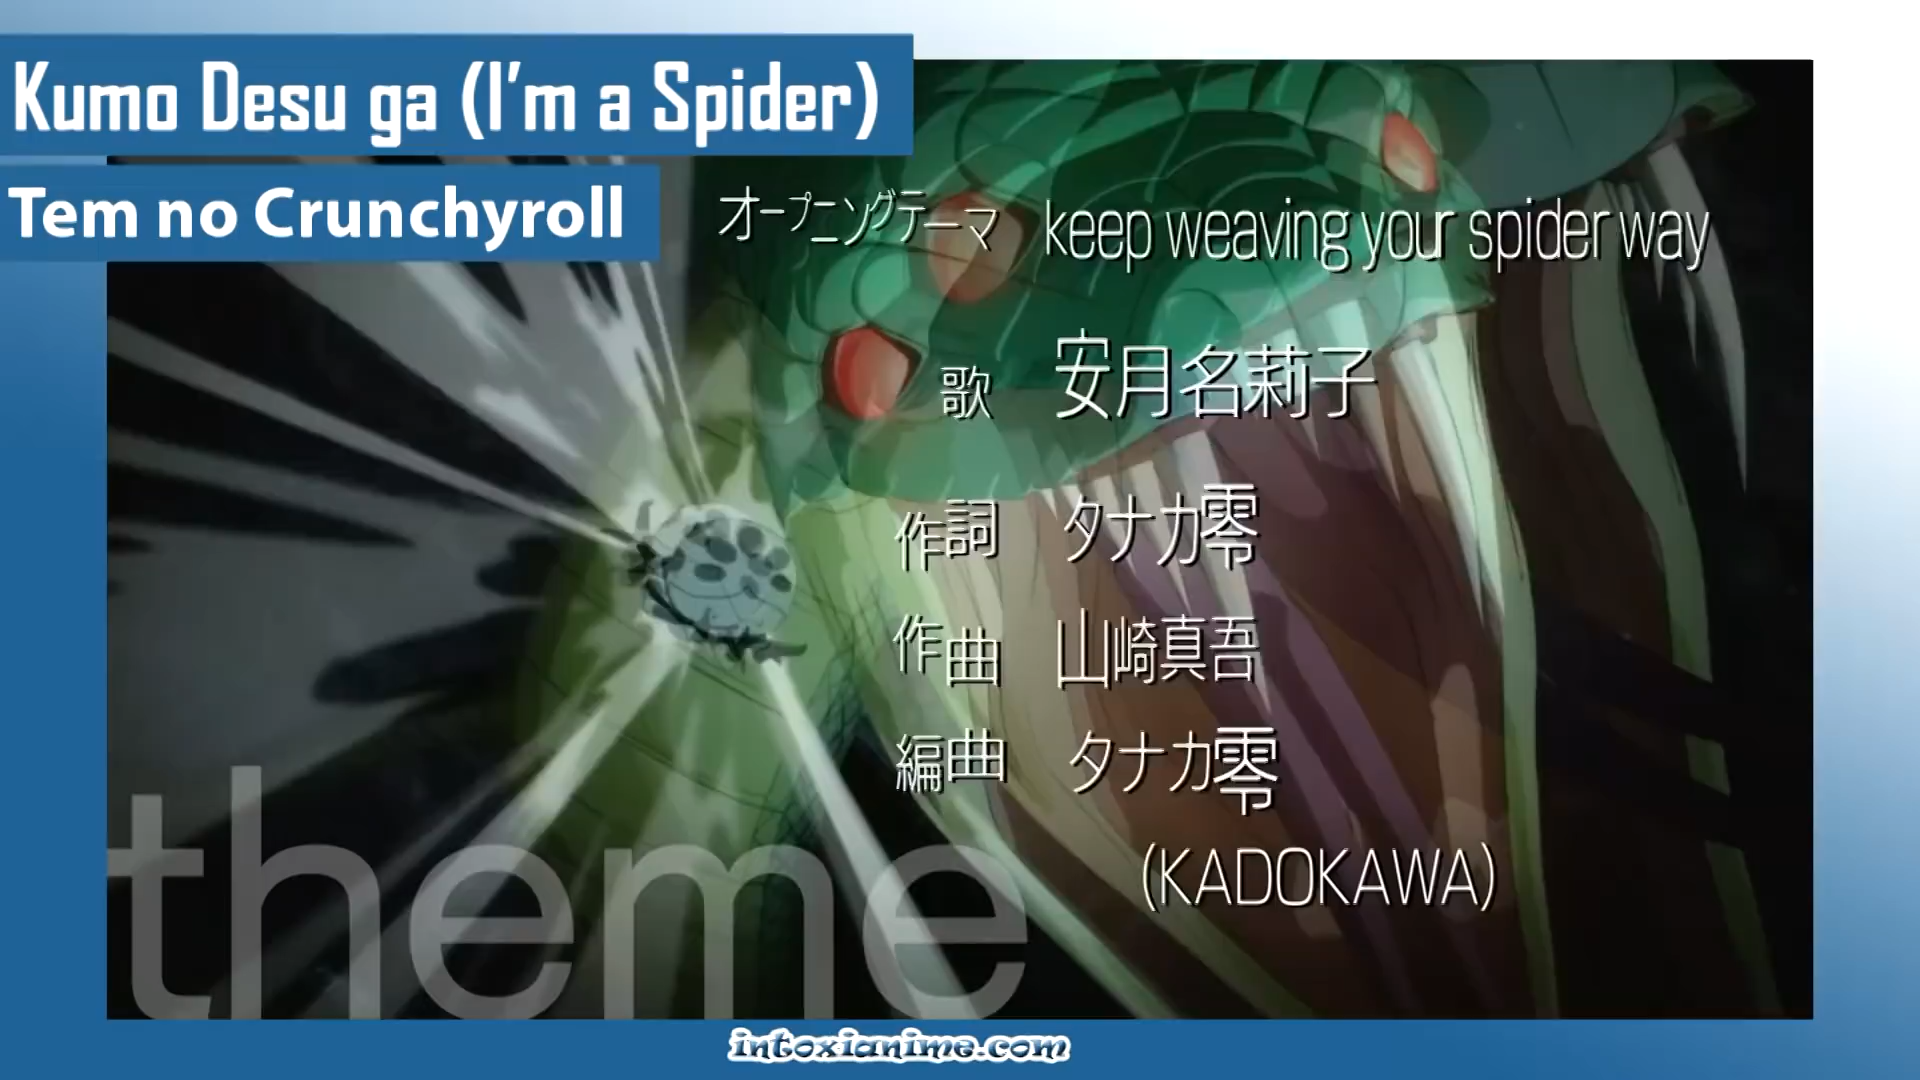 Kumo Desu ga (I'm a Spider)
Tem no Crunchyroll
オープニングテーマ keep weaving your spider way
歌 安月名莉子
作詞 タナカ零
作曲 山崎真吾
編曲 タナカ零
(KADOKAWA)
theme
intoxianime.com